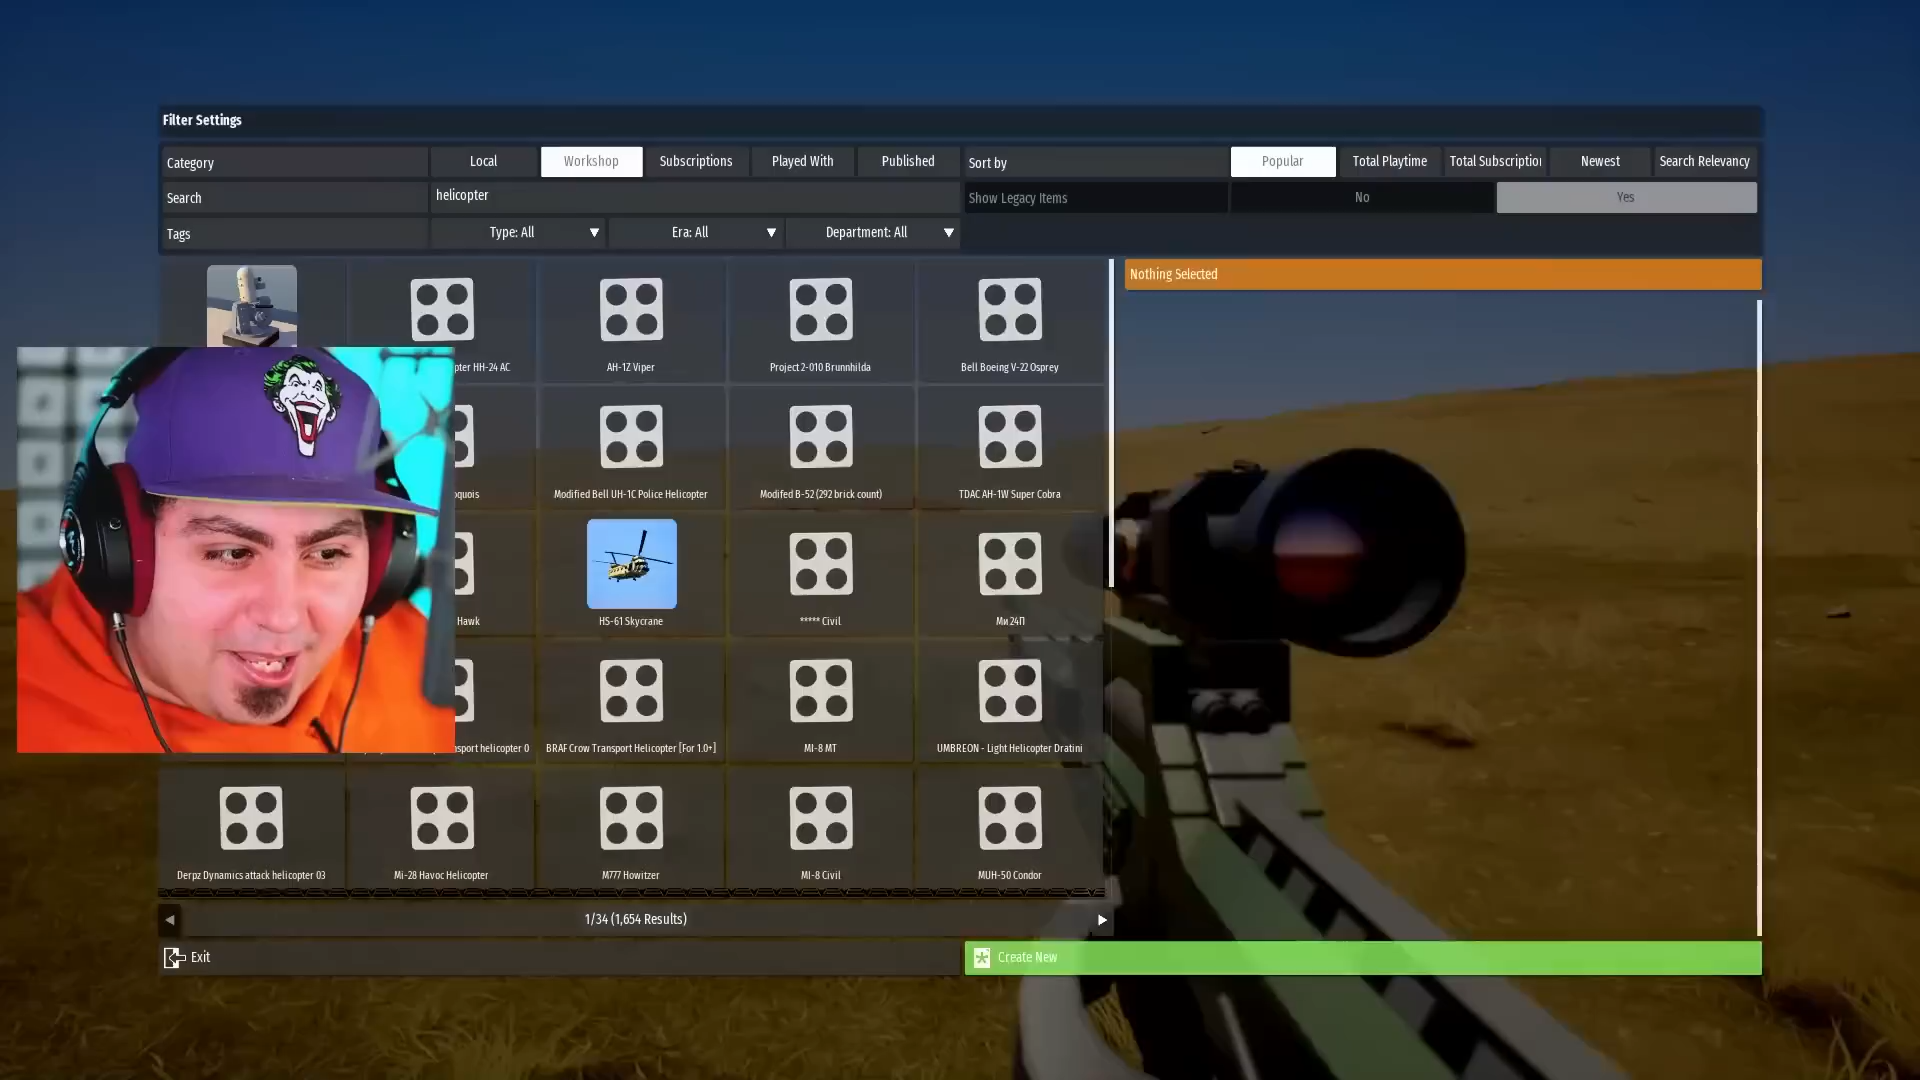 Filter Settings
Category Local Workshop Subscriptions Played With Published Sort by Popular Total Playtime Total Subscription Newest Search Relevancy
Search helicopter Show Legacy Items No Yes
Tags Type: All Era: All Department: All
Nothing Selected
HH-24 AC AH-1Z Viper Project 2-010 Brunnhilda Bell Boeing V-22 Osprey
Modified Bell UH-1C Police Helicopter Modifed B-52 (292 brick count) TDAC AH-1W Super Cobra
Hawk HS-61 Skycrane ***** Civil Ми 24П
helicopter 0 BRAF Crow Transport Helicopter [For 1.0+] MI-8 MT UMBREON - Light Helicopter Dratini
Derpz Dynamics attack helicopter 03 Mi-28 Havoc Helicopter M777 Howitzer MI-8 Civil MUH-50 Condor
1/34 (1,654 Results)
Exit Create New